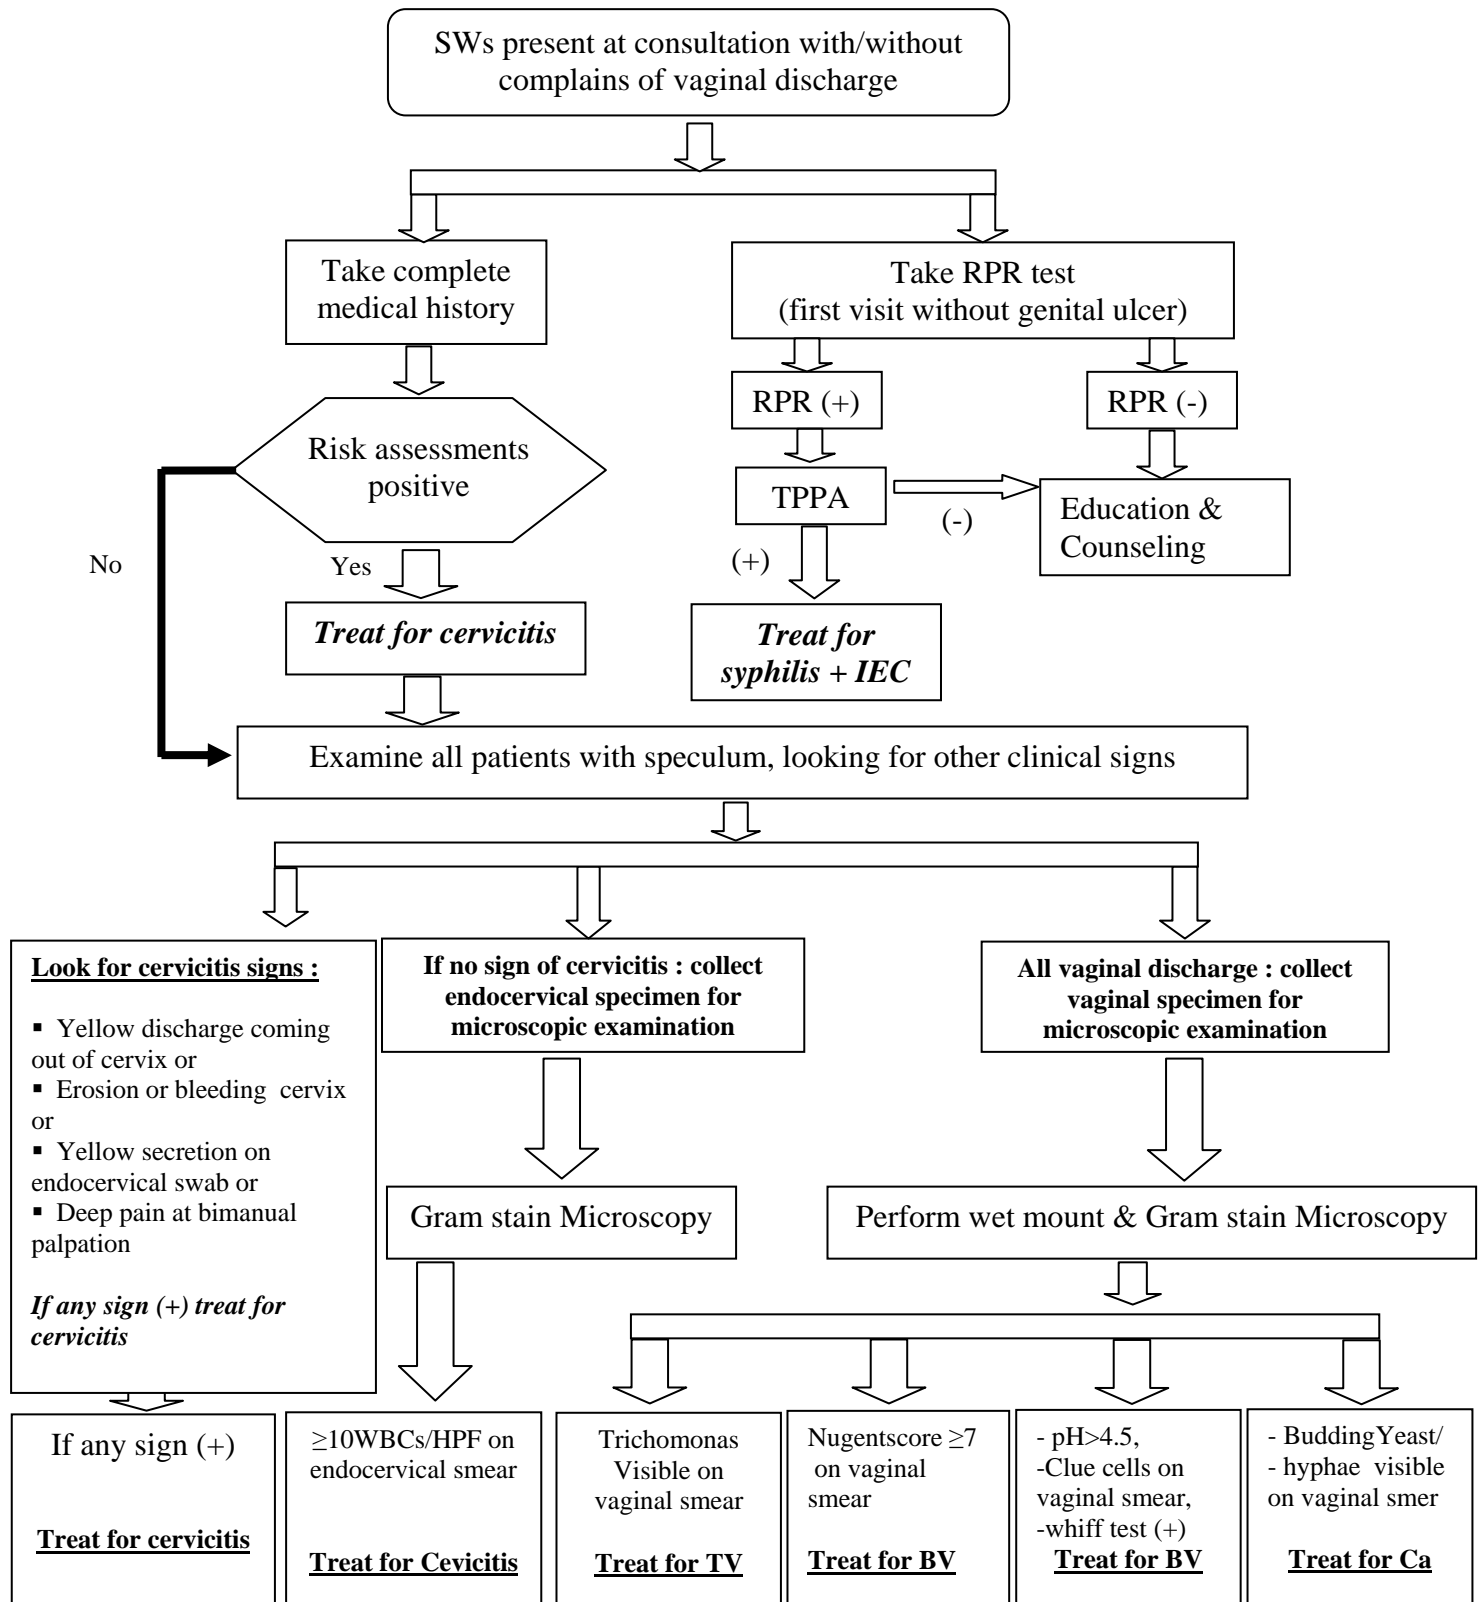 SWs present at consultation with/without
complains of vaginal discharge
Take complete
medical history
Take RPR test
(first visit without genital ulcer)
RPR (+)
RPR (-)
Risk assessments
positive
TPPA
(-)
Education &
Counseling
No
Yes
(+)
Treat for cervicitis
Treat for
syphilis + IEC
Examine all patients with speculum, looking for other clinical signs
Look for cervicitis signs :
▪ Yellow discharge coming
out of cervix or
▪ Erosion or bleeding cervix
or
▪ Yellow secretion on
endocervical swab or
▪ Deep pain at bimanual
palpation
If any sign (+) treat for
cervicitis
If no sign of cervicitis : collect
endocervical specimen for
microscopic examination
All vaginal discharge : collect
vaginal specimen for
microscopic examination
Gram stain Microscopy
Perform wet mount & Gram stain Microscopy
If any sign (+)
Treat for cervicitis
≥10WBCs/HPF on
endocervical smear
Treat for Cevicitis
Trichomonas
Visible on
vaginal smear
Treat for TV
Nugentscore ≥7
on vaginal
smear
Treat for BV
- pH>4.5,
-Clue cells on
vaginal smear,
-whiff test (+)
Treat for BV
- BuddingYeast/
- hyphae visible
on vaginal smer
Treat for Ca